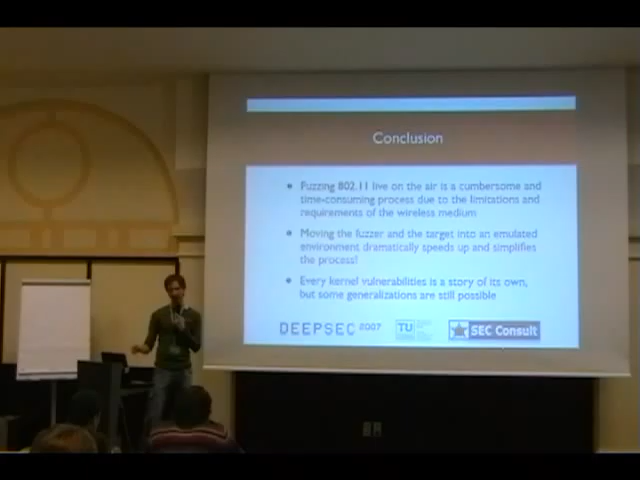 Conclusion
Fuzzing 802.11 live on the air is a cumbersome and
time-consuming process due to the limitations and
requirements of the wireless medium
Moving the fuzzer and the target into an emulated
environment dramatically speeds up and simplifies
the process!
Every kernel vulnerabilities is a story of its own,
but some generalizations are still possible
DEEPSEC 2007
TU
SEC Consult